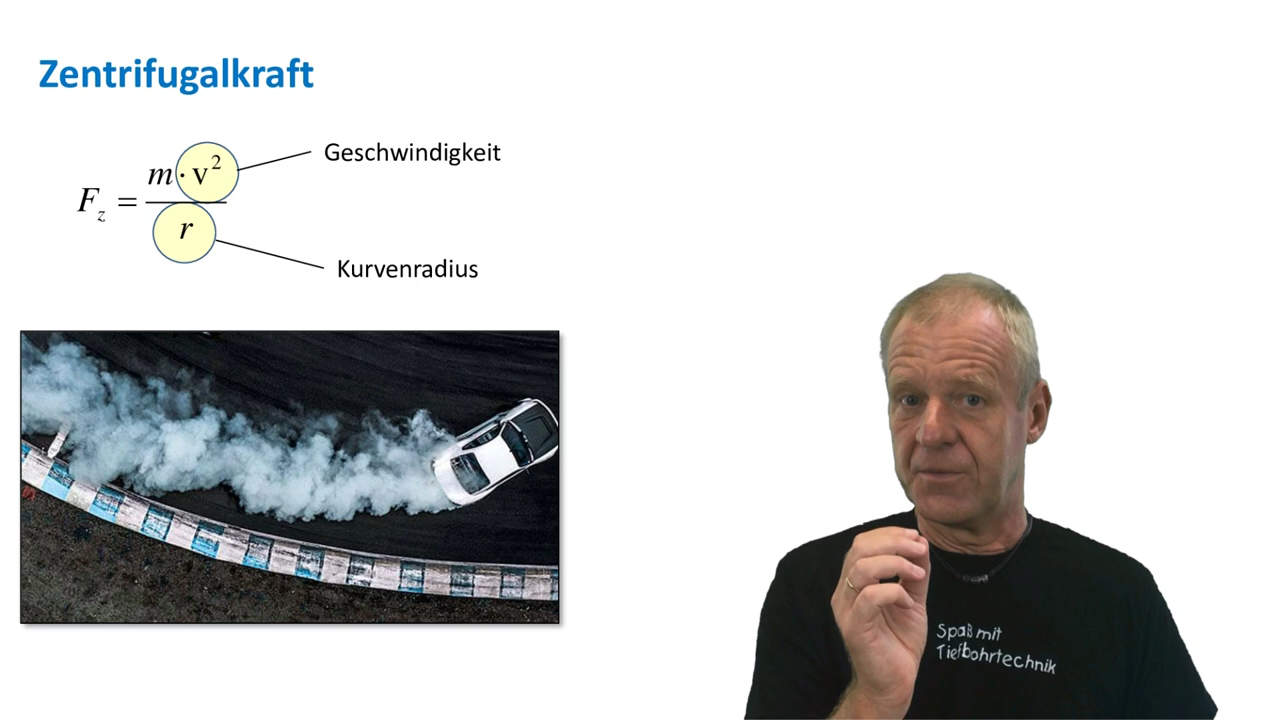 Zentrifugalkraft
F_z = m · v² / r
Geschwindigkeit
Kurvenradius
Spaß mit
Tiefbohrtechnik